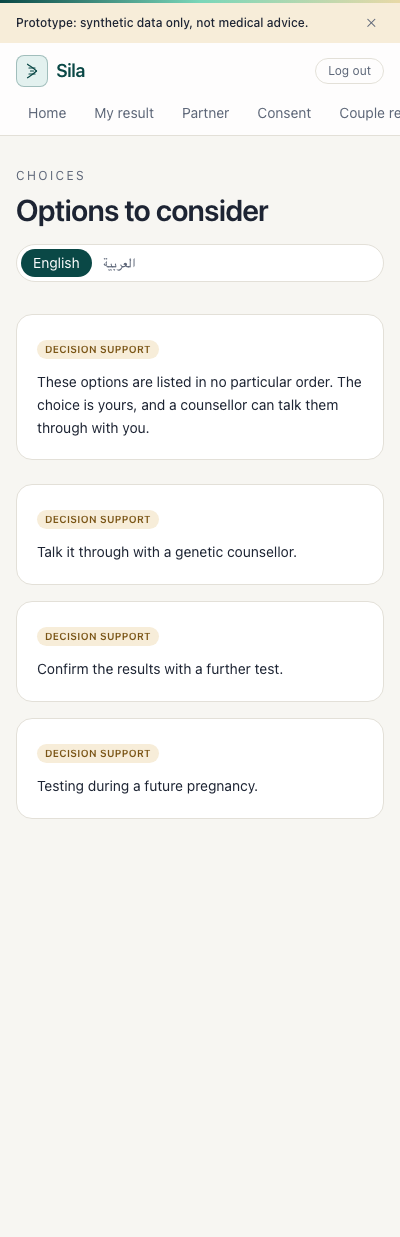 Prototype: synthetic data only, not medical advice.
Sila
Log out
Home My result Partner Consent Couple re
CHOICES
Options to consider
English العربية
DECISION SUPPORT
These options are listed in no particular order. The
choice is yours, and a counsellor can talk them
through with you.
DECISION SUPPORT
Talk it through with a genetic counsellor.
DECISION SUPPORT
Confirm the results with a further test.
DECISION SUPPORT
Testing during a future pregnancy.